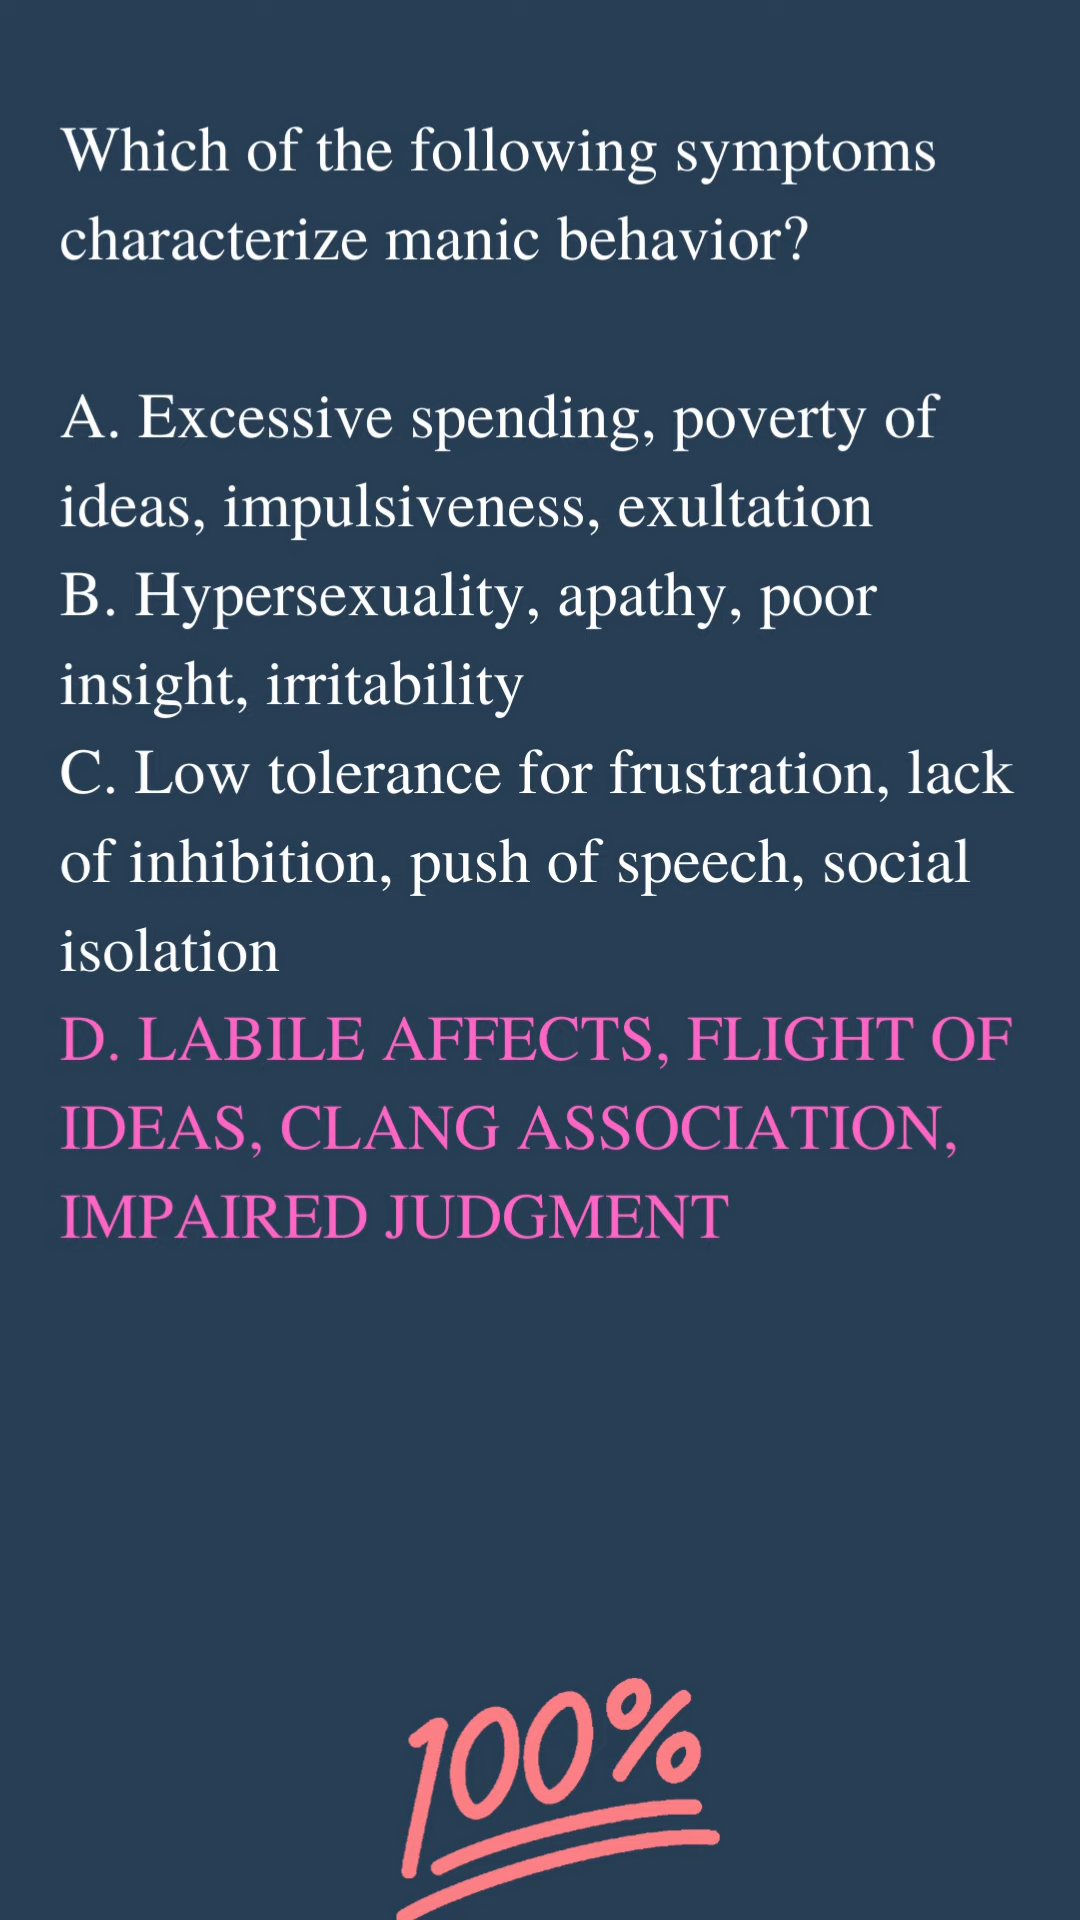 Which of the following symptoms
characterize manic behavior?
A. Excessive spending, poverty of
ideas, impulsiveness, exultation
B. Hypersexuality, apathy, poor
insight, irritability
C. Low tolerance for frustration, lack
of inhibition, push of speech, social
isolation
D. LABILE AFFECTS, FLIGHT OF
IDEAS, CLANG ASSOCIATION,
IMPAIRED JUDGMENT
100%